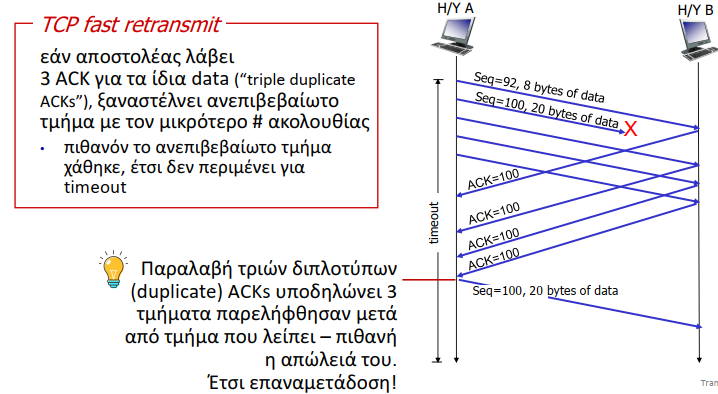 TCP fast retransmit
εάν αποστολέας λάβει
3 ACK για τα ίδια data (“triple duplicate
ACKs”), ξαναστέλνει ανεπιβεβαίωτο
τμήμα με τον μικρότερο # ακολουθίας
• πιθανόν το ανεπιβεβαίωτο τμήμα
χάθηκε, έτσι δεν περιμένει για
timeout
Η/Υ Α
Η/Υ Β
Seq=92, 8 bytes of data
Seq=100, 20 bytes of data
X
ACK=100
timeout
ACK=100
ACK=100
ACK=100
Seq=100, 20 bytes of data
Παραλαβή τριών διπλοτύπων
(duplicate) ACKs υποδηλώνει 3
τμήματα παρελήφθησαν μετά
από τμήμα που λείπει – πιθανή
η απώλειά του.
Έτσι επαναμετάδοση!
Tran